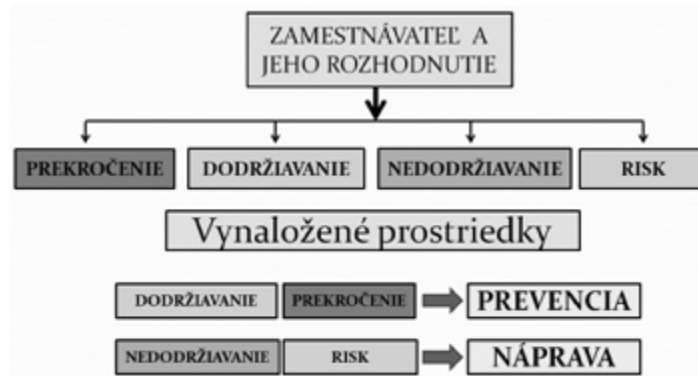 ZAMESTNÁVATEĽ A
JEHO ROZHODNUTIE
PREKROČENIE DODRŽIAVANIE NEDODRŽIAVANIE RISK
Vynaložené prostriedky
DODRŽIAVANIE PREKROČENIE PREVENCIA
NEDODRŽIAVANIE RISK NÁPRAVA